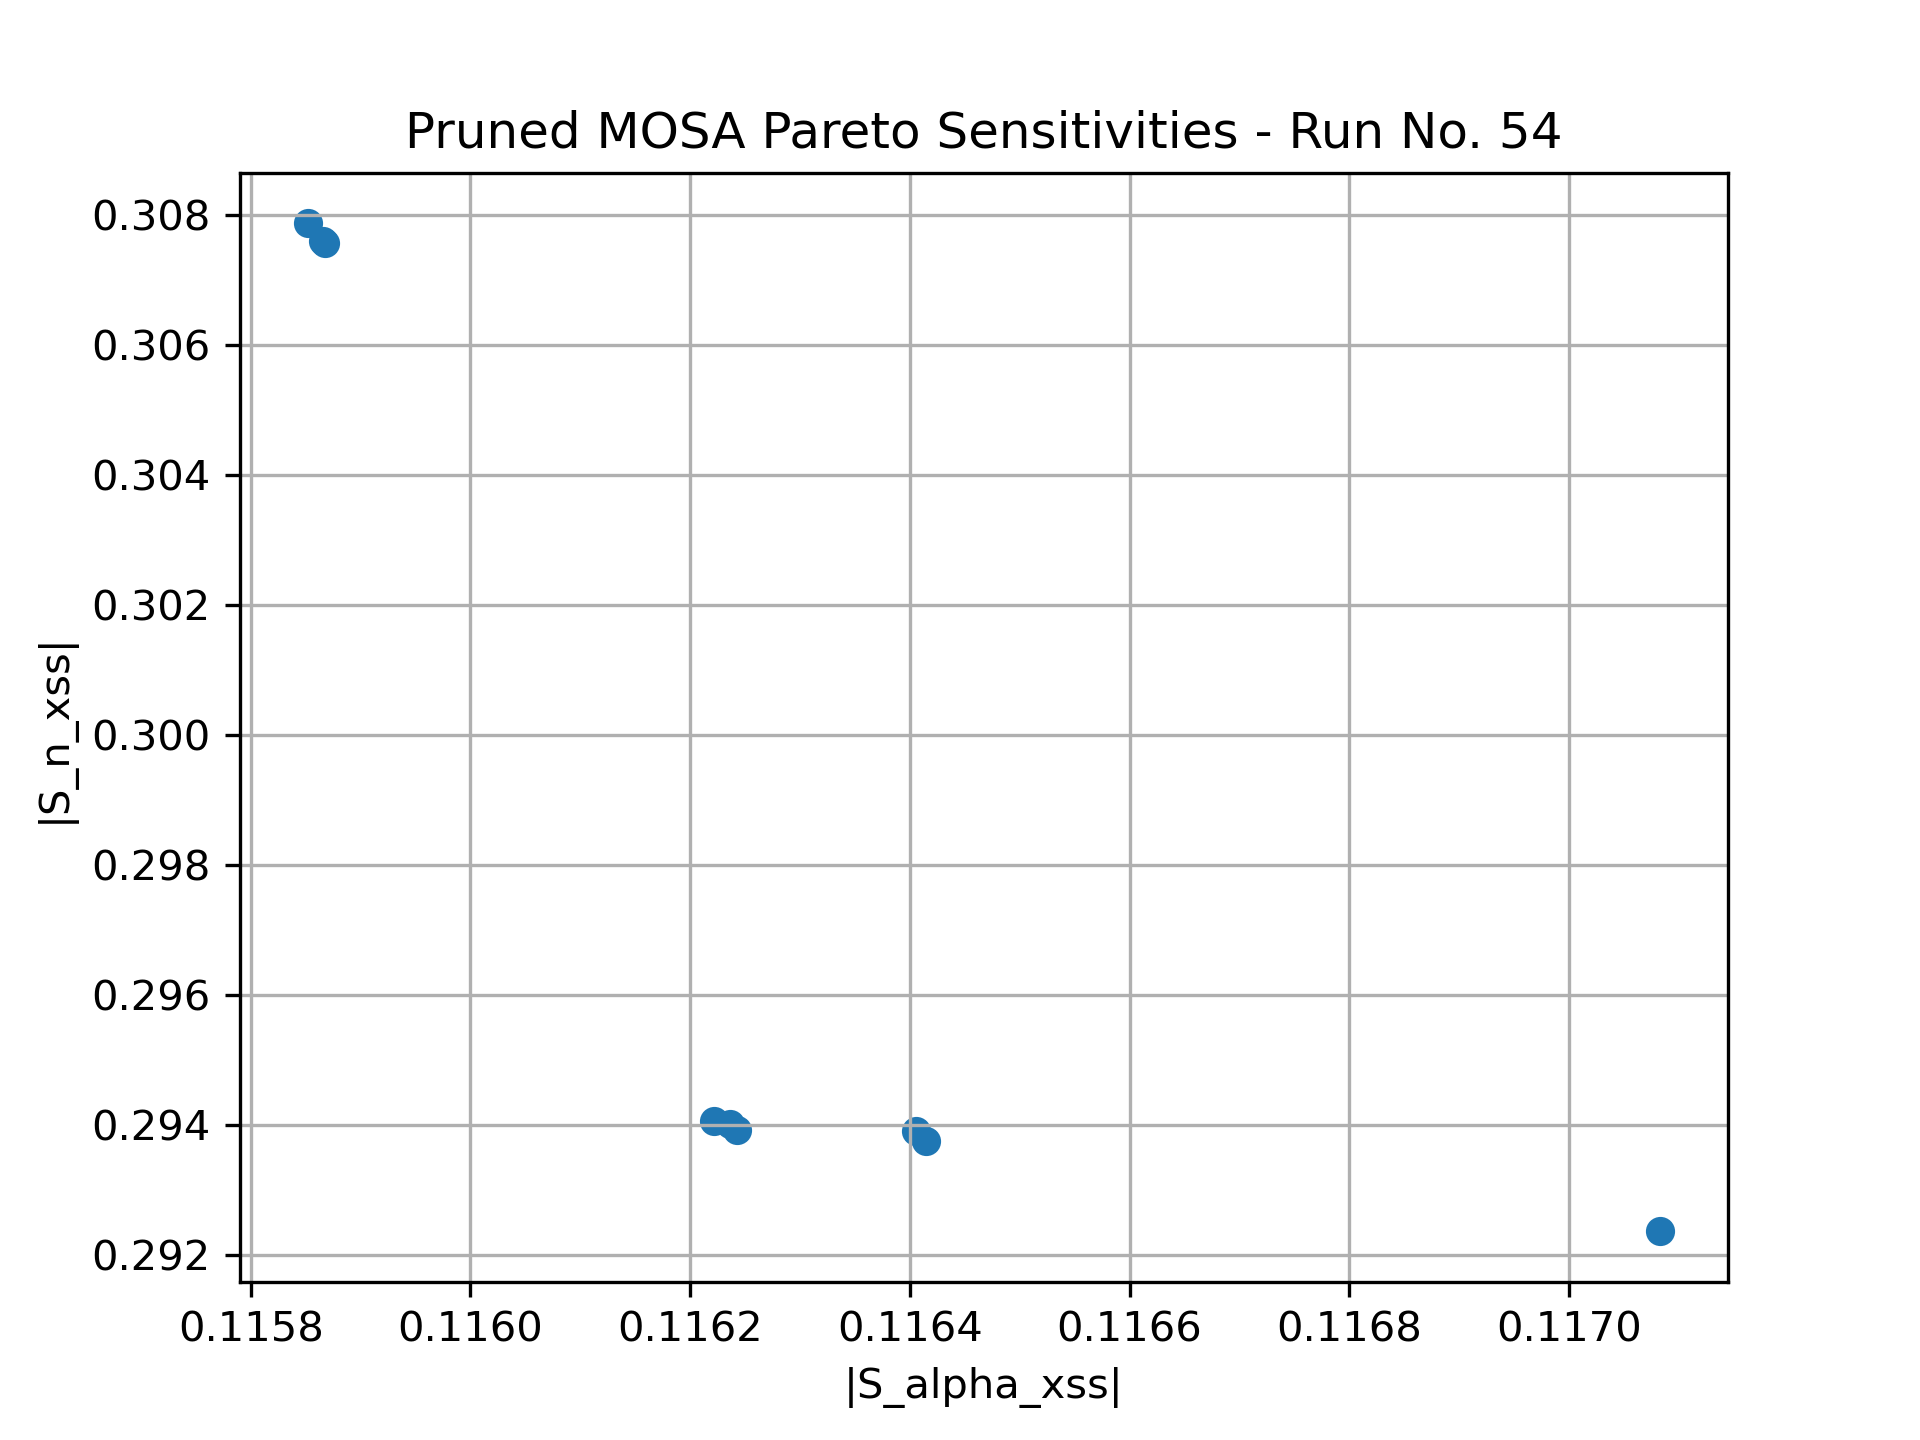 Pruned MOSA Pareto Sensitivities - Run No. 54
0.308
0.306
0.304
0.302
0.300
0.298
0.296
0.294
0.292
|S_n_xss|
0.1158 0.1160 0.1162 0.1164 0.1166 0.1168 0.1170
|S_alpha_xss|